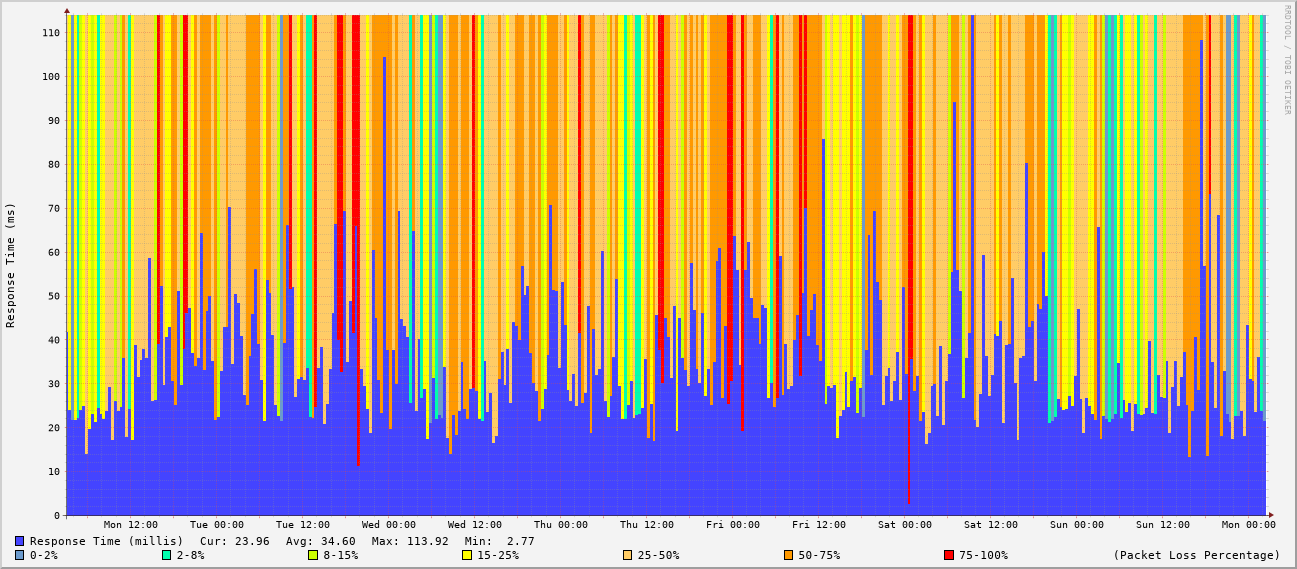 RRDTOOL / TOBI OETIKER
Response Time (ms)
110
100
90
80
70
60
50
40
30
20
10
0
Mon 12:00 Tue 00:00 Tue 12:00 Wed 00:00 Wed 12:00 Thu 00:00 Thu 12:00 Fri 00:00 Fri 12:00 Sat 00:00 Sat 12:00 Sun 00:00 Sun 12:00 Mon 00:00
Response Time (millis) Cur: 23.96 Avg: 34.60 Max: 113.92 Min: 2.77
0-2% 2-8% 8-15% 15-25% 25-50% 50-75% 75-100% (Packet Loss Percentage)